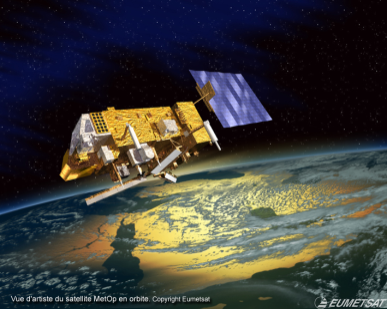 Vue d'artiste du satellite MetOp en orbite. Copyright Eumetsat
EUMETSAT